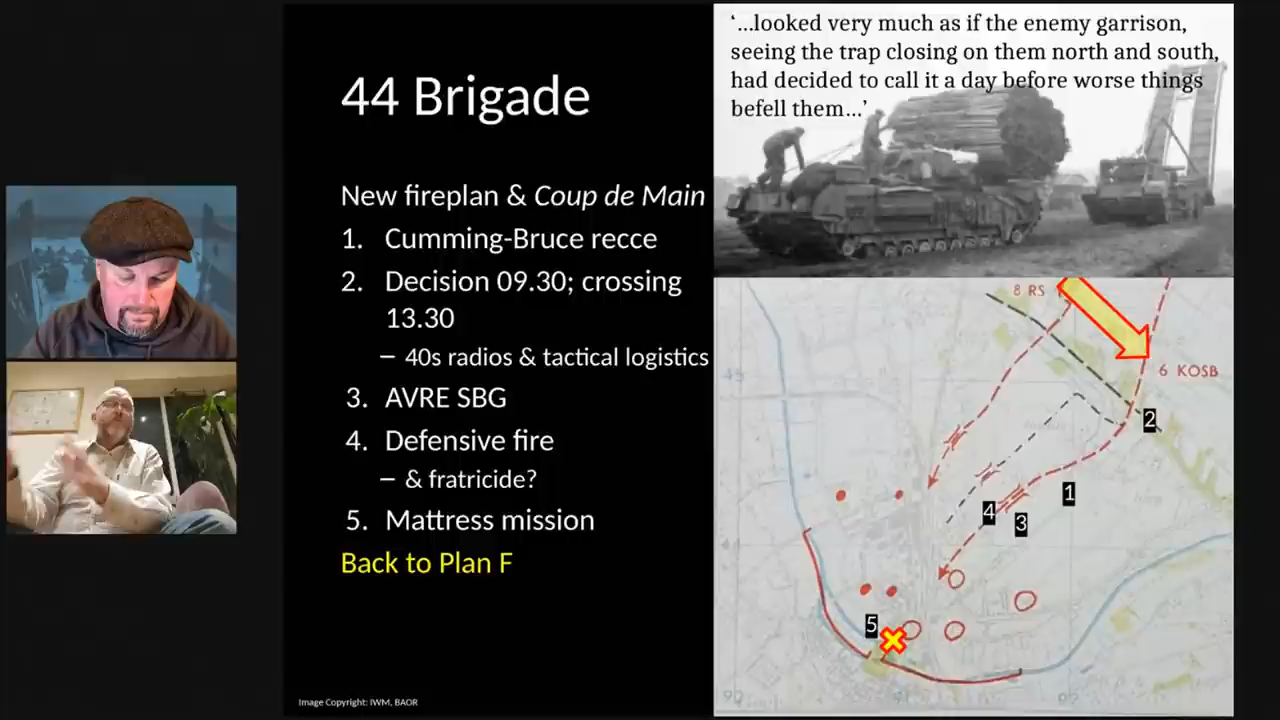 44 Brigade
New fireplan & Coup de Main
1. Cumming-Bruce recce
2. Decision 09.30; crossing
13.30
– 40s radios & tactical logistics
3. AVRE SBG
4. Defensive fire
– & fratricide?
5. Mattress mission
Back to Plan F
Image Copyright: IWM, BAOR
‘…looked very much as if the enemy garrison,
seeing the trap closing on them north and south,
had decided to call it a day before worse things
befell them…’
8 RS
6 KOSB
2
1
4
3
5